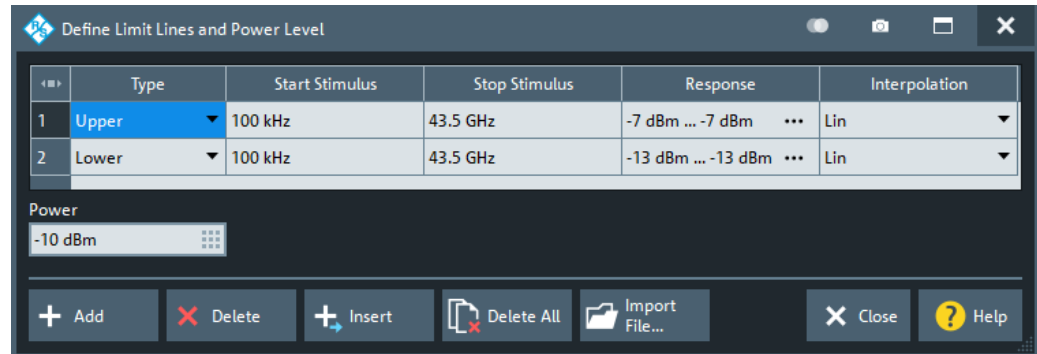 Define Limit Lines and Power Level
Type Start Stimulus Stop Stimulus Response Interpolation
1 Upper 100 kHz 43.5 GHz -7 dBm ... -7 dBm ••• Lin
2 Lower 100 kHz 43.5 GHz -13 dBm ... -13 dBm ••• Lin
Power
-10 dBm
Add Delete Insert Delete All Import File... Close ? Help